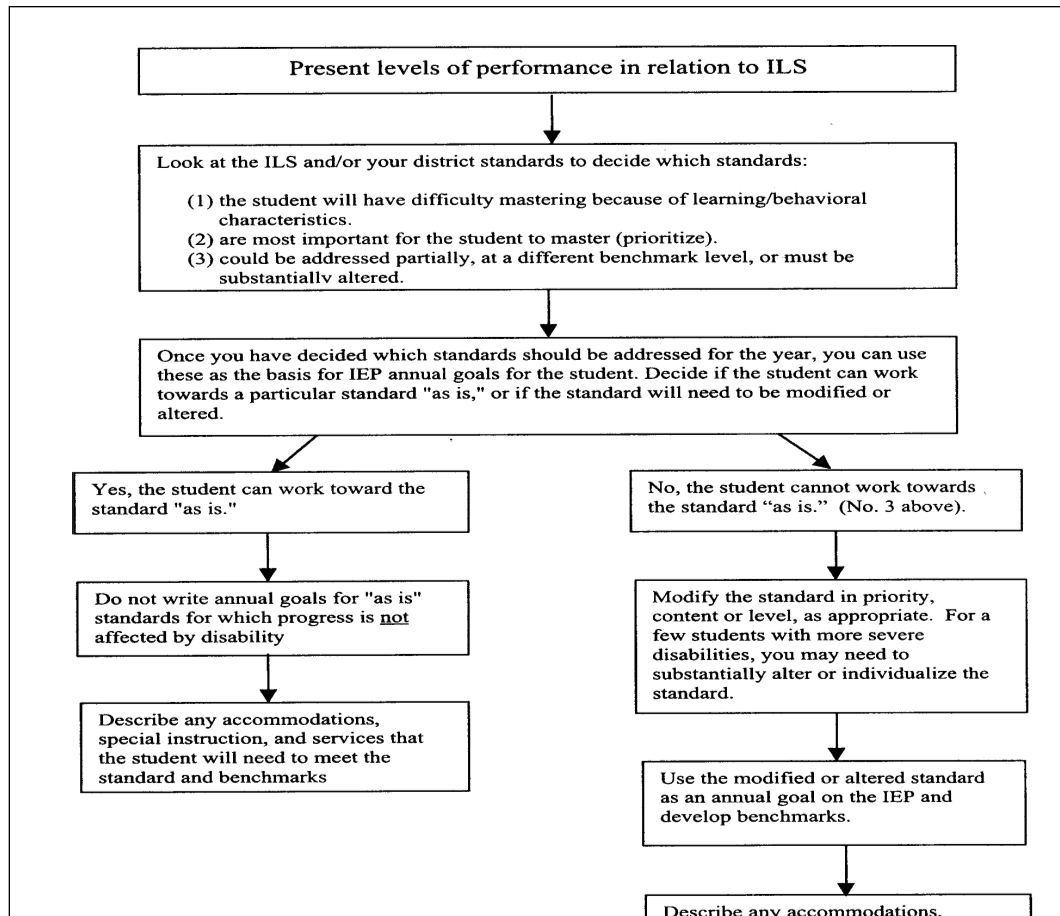 Present levels of performance in relation to ILS
Look at the ILS and/or your district standards to decide which standards:
(1) the student will have difficulty mastering because of learning/behavioral
characteristics.
(2) are most important for the student to master (prioritize).
(3) could be addressed partially, at a different benchmark level, or must be
substantially altered.
Once you have decided which standards should be addressed for the year, you can use
these as the basis for IEP annual goals for the student. Decide if the student can work
towards a particular standard "as is," or if the standard will need to be modified or
altered.
Yes, the student can work toward the
standard "as is."
Do not write annual goals for "as is"
standards for which progress is not
affected by disability
Describe any accommodations,
special instruction, and services that
the student will need to meet the
standard and benchmarks
No, the student cannot work towards
the standard “as is.” (No. 3 above).
Modify the standard in priority,
content or level, as appropriate. For a
few students with more severe
disabilities, you may need to
substantially alter or individualize the
standard.
Use the modified or altered standard
as an annual goal on the IEP and
develop benchmarks.
Describe any accommodations,